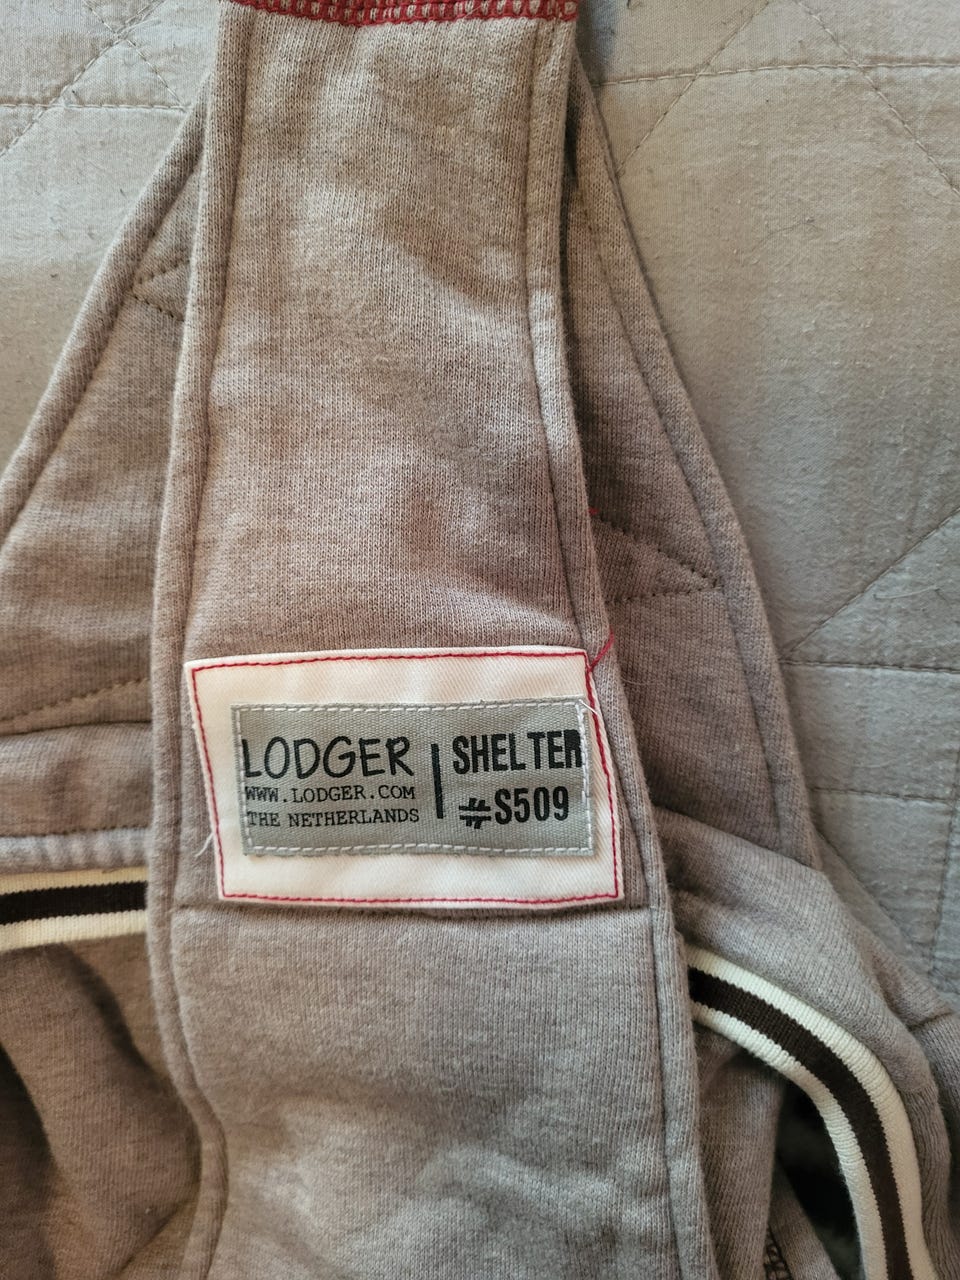 LODGER
WWW.LODGER.COM
THE NETHERLANDS
SHELTER
#S509